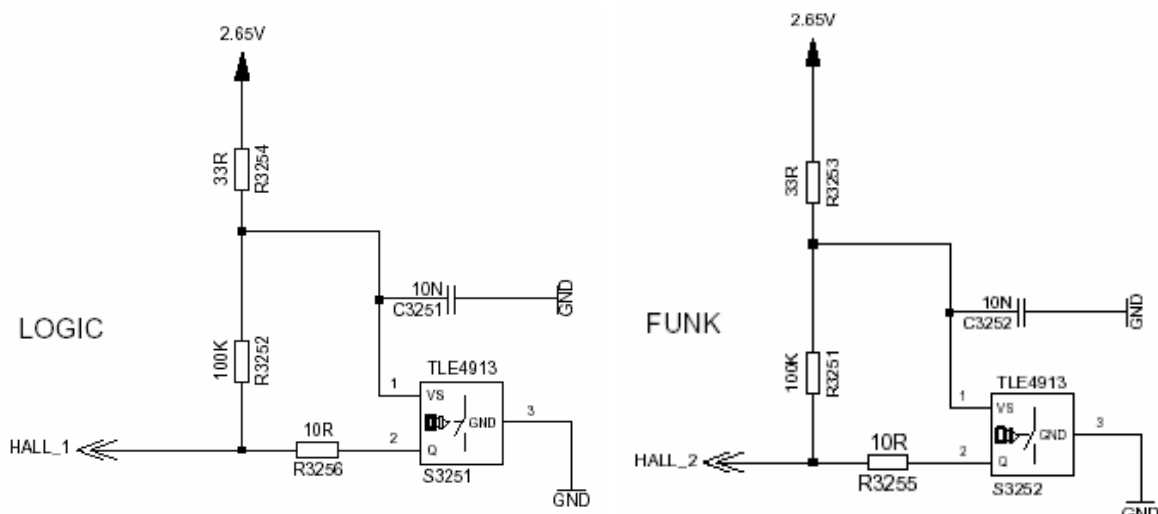 2.65V
33R
R3254
10N
C3251
GND
LOGIC
100K
R3252
TLE4913
1
VS
GND
3
HALL_1
10R
R3256
2
Q
S3251
GND
2.65V
33R
R3253
10N
C3252
GND
FUNK
100K
R3251
TLE4913
1
VS
GND
3
HALL_2
10R
R3255
2
Q
S3252
GND